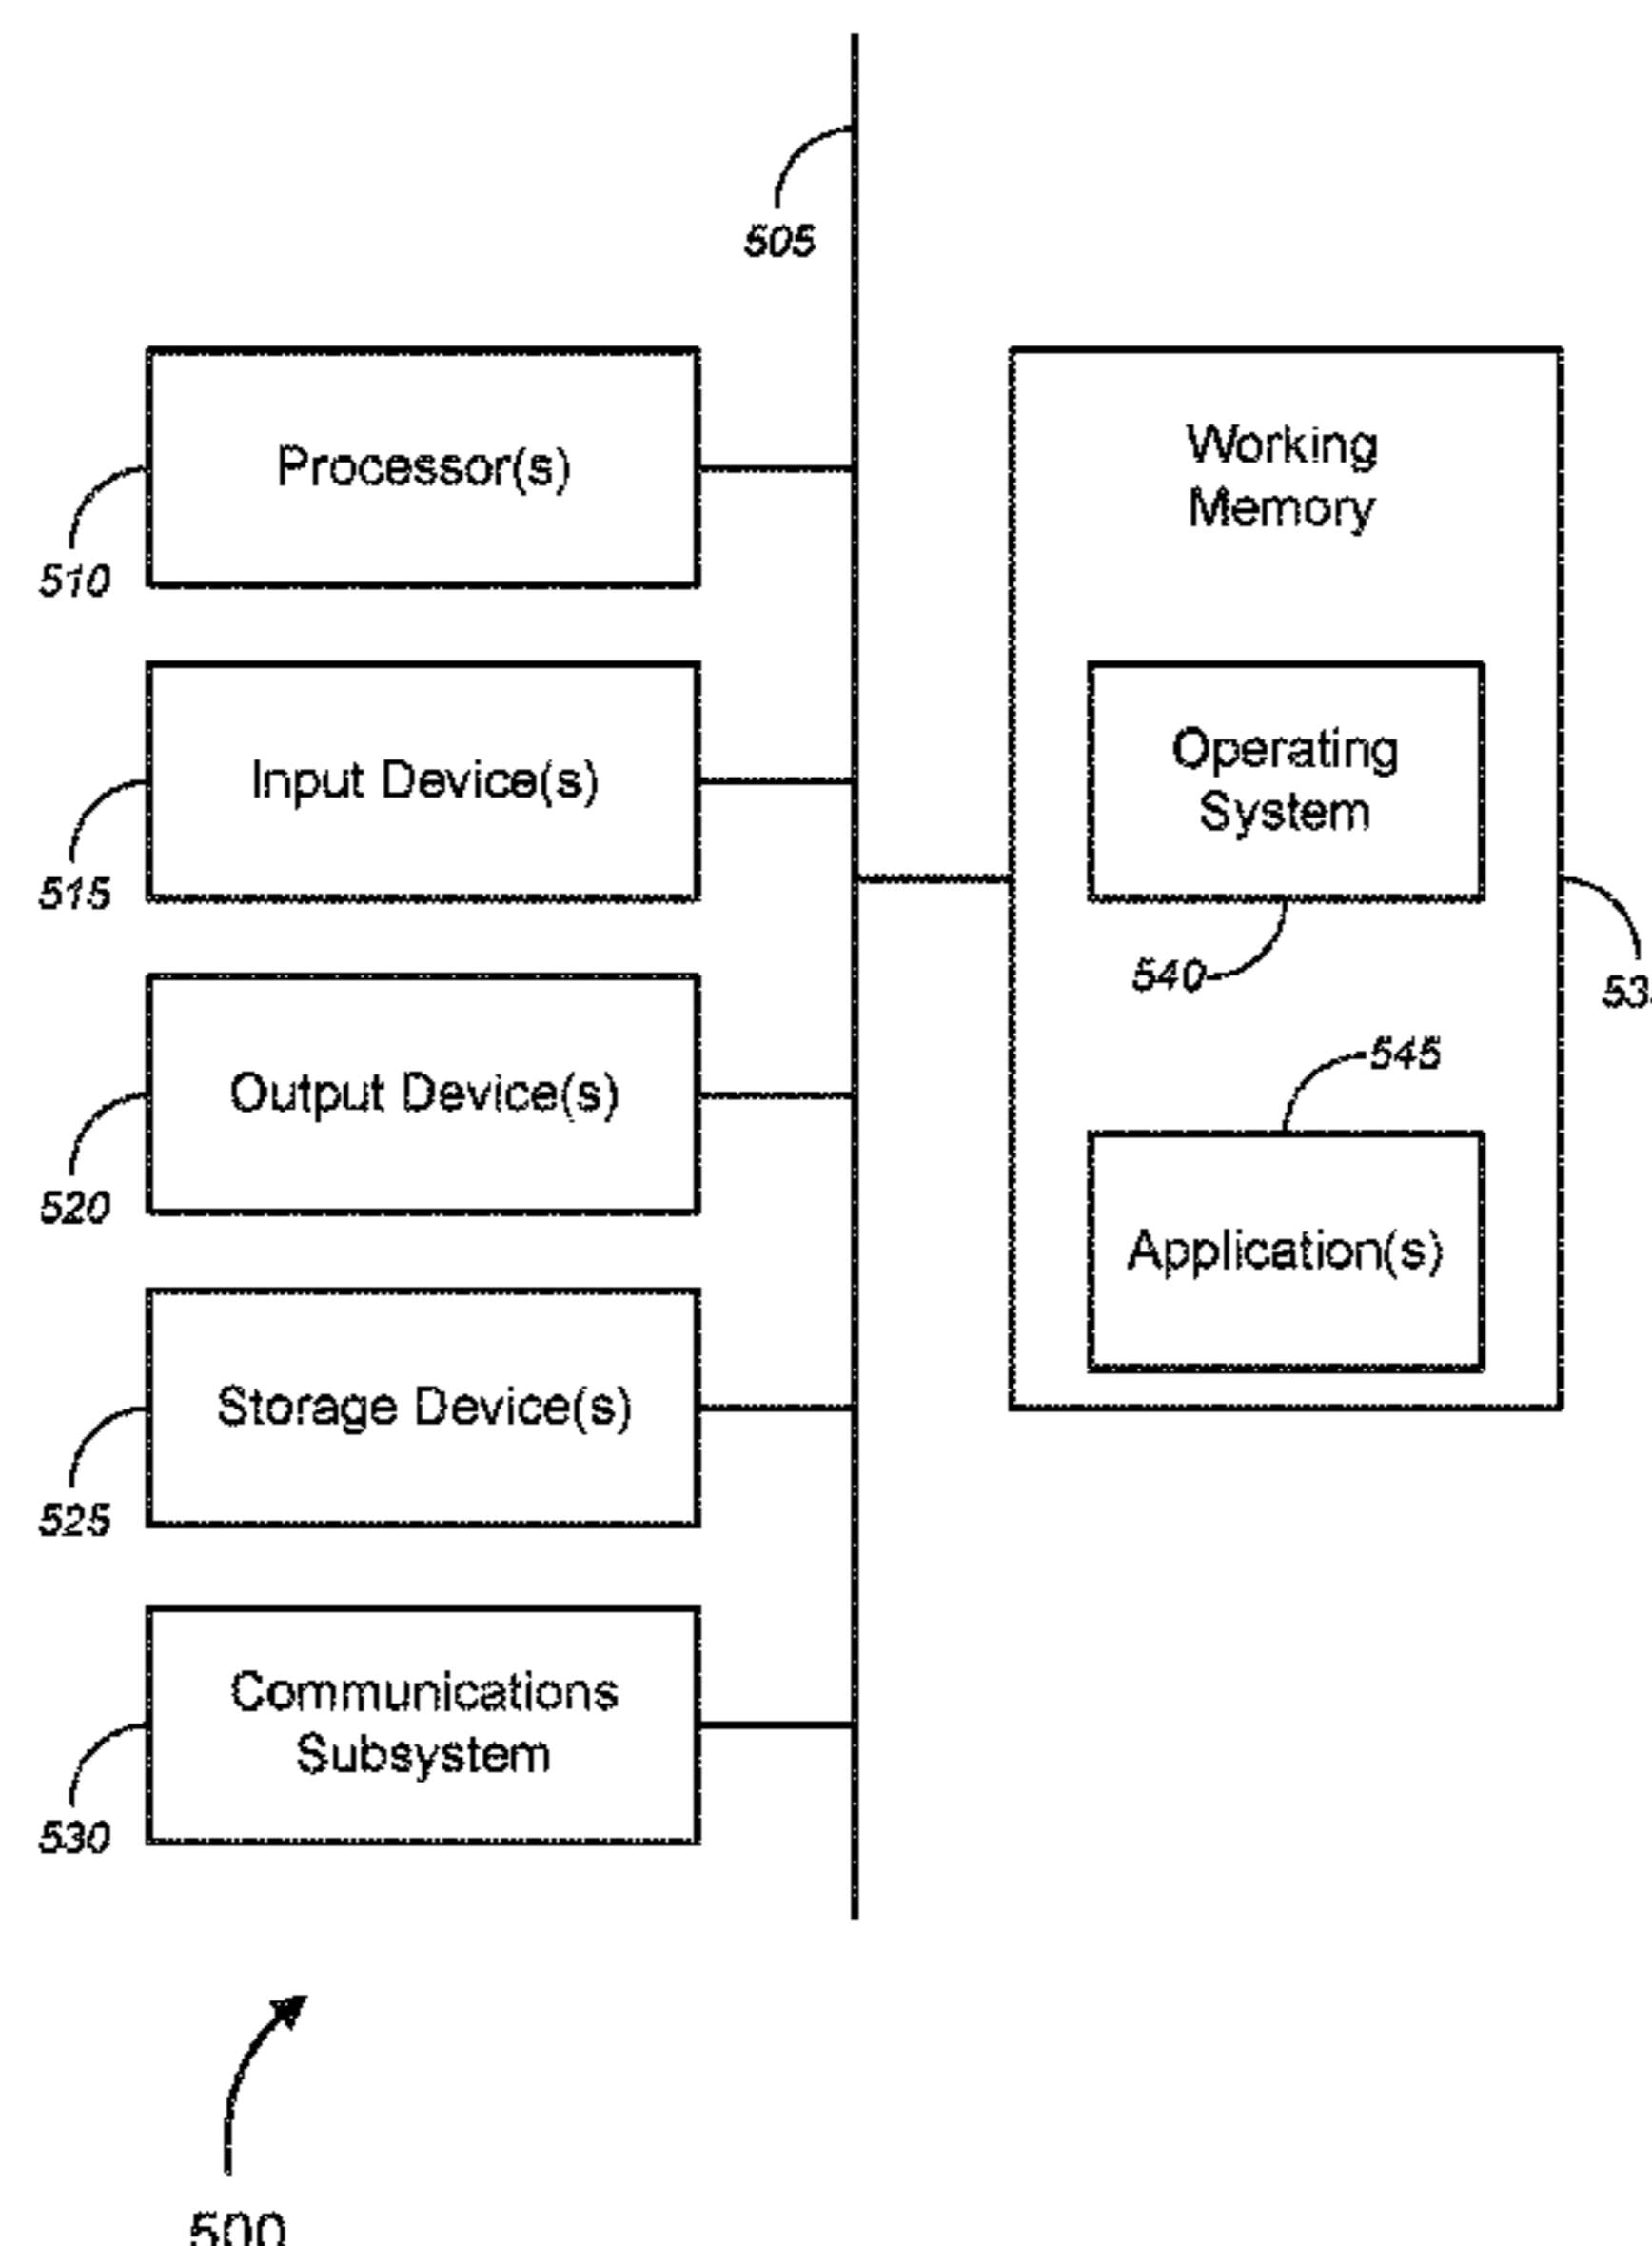 505
Processor(s)
510
Working
Memory
Input Device(s)
515
Operating
System
540
Output Device(s)
520
545
Application(s)
Storage Device(s)
525
Communications
Subsystem
530
500